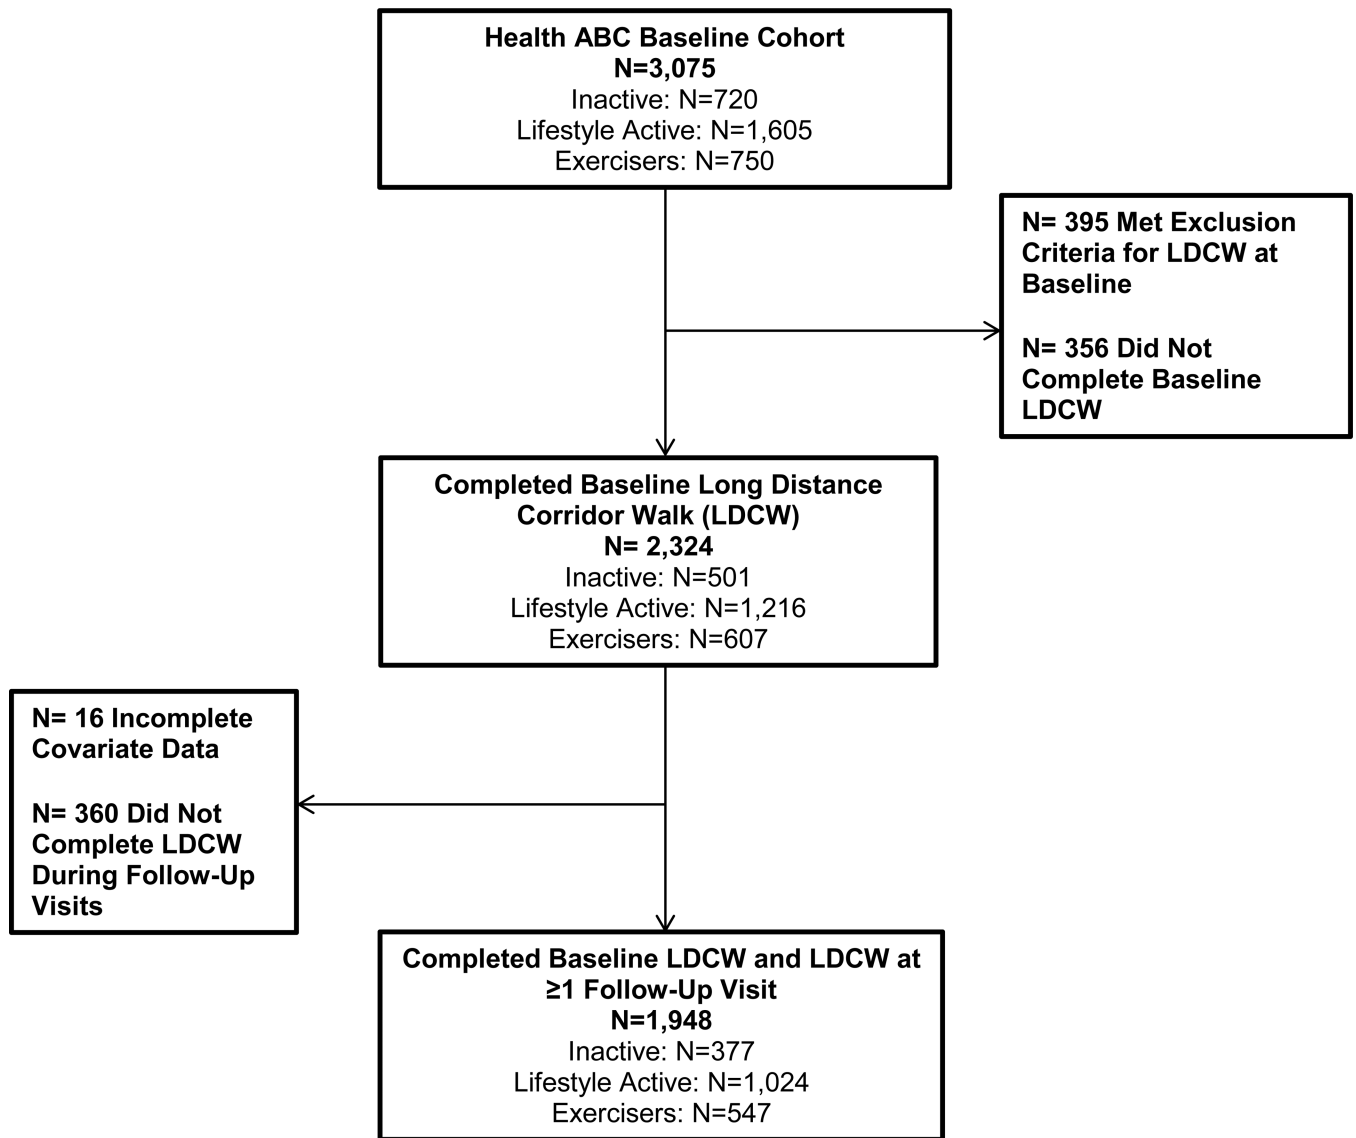 Health ABC Baseline Cohort
N=3,075
Inactive: N=720
Lifestyle Active: N=1,605
Exercisers: N=750
N= 395 Met Exclusion
Criteria for LDCW at
Baseline
N= 356 Did Not
Complete Baseline
LDCW
Completed Baseline Long Distance
Corridor Walk (LDCW)
N= 2,324
Inactive: N=501
Lifestyle Active: N=1,216
Exercisers: N=607
N= 16 Incomplete
Covariate Data
N= 360 Did Not
Complete LDCW
During Follow-Up
Visits
Completed Baseline LDCW and LDCW at
≥1 Follow-Up Visit
N=1,948
Inactive: N=377
Lifestyle Active: N=1,024
Exercisers: N=547